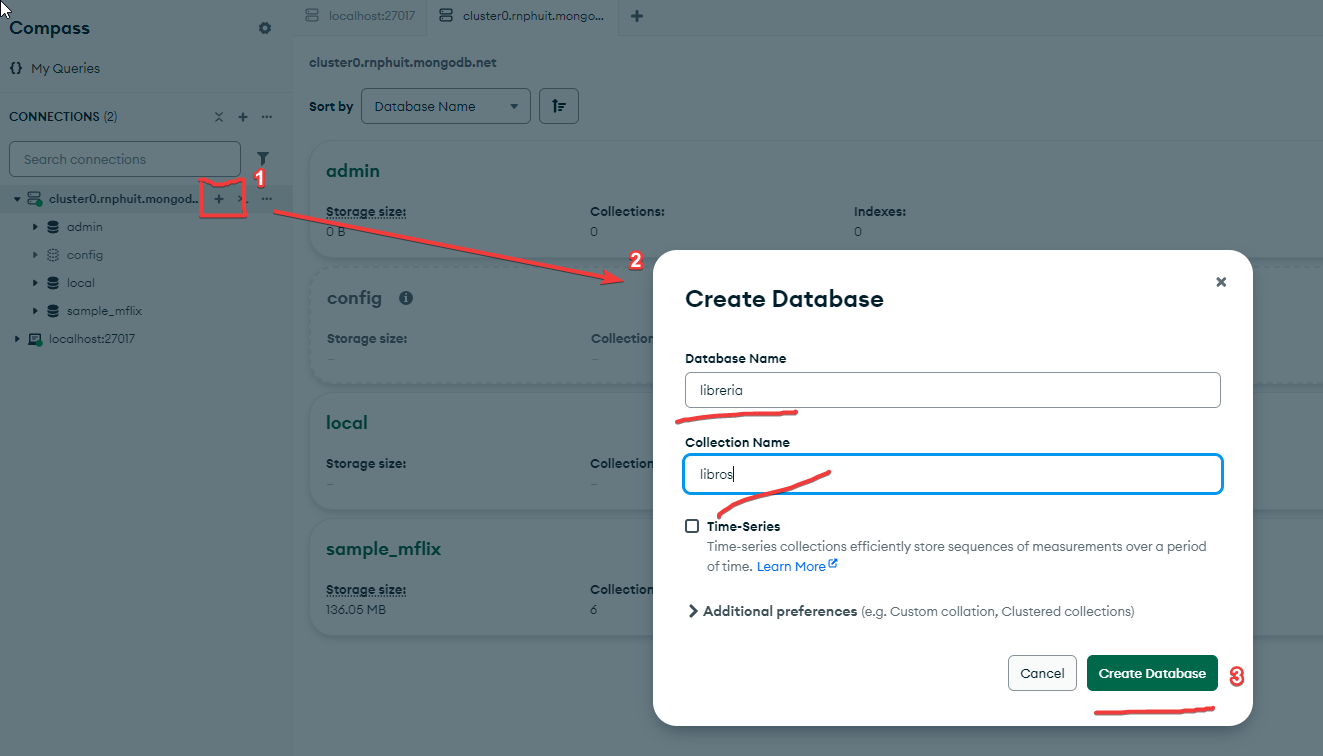 Compass
My Queries
CONNECTIONS (2)
Search connections
cluster0.rnphuit.mongod...
admin
config
local
sample_mflix
localhost:27017
localhost:27017
cluster0.rnphuit.mongo...
cluster0.rnphuit.mongodb.net
Sort by Database Name
admin
Storage size: Collections: Indexes:
0 B 0 0
config
Storage size: Collection
– –
local
Storage size: Collection
– –
sample_mflix
Storage size: Collection
136.05 MB 6
1
2
Create Database
Database Name
libreria
Collection Name
libros
Time-Series
Time-series collections efficiently store sequences of measurements over a period
of time. Learn More
Additional preferences (e.g. Custom collation, Clustered collections)
Cancel Create Database
3